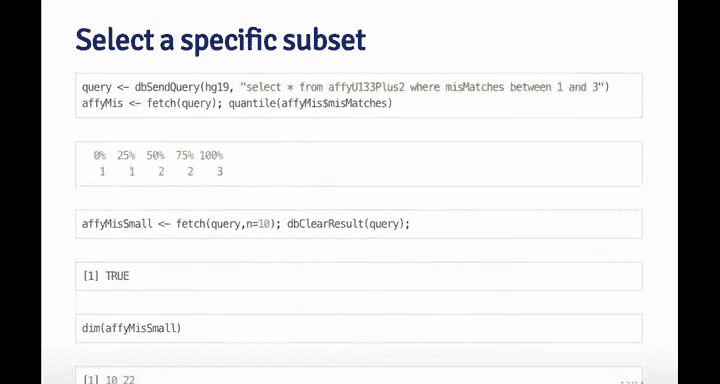 Select a specific subset
query <- dbSendQuery(hg19, "select * from affyU133Plus2 where misMatches between 1 and 3")
affyMis <- fetch(query); quantile(affyMis$misMatches)
0% 25% 50% 75% 100%
1 1 2 2 3
affyMisSmall <- fetch(query,n=10); dbClearResult(query);
[1] TRUE
dim(affyMisSmall)
[1] 10 22